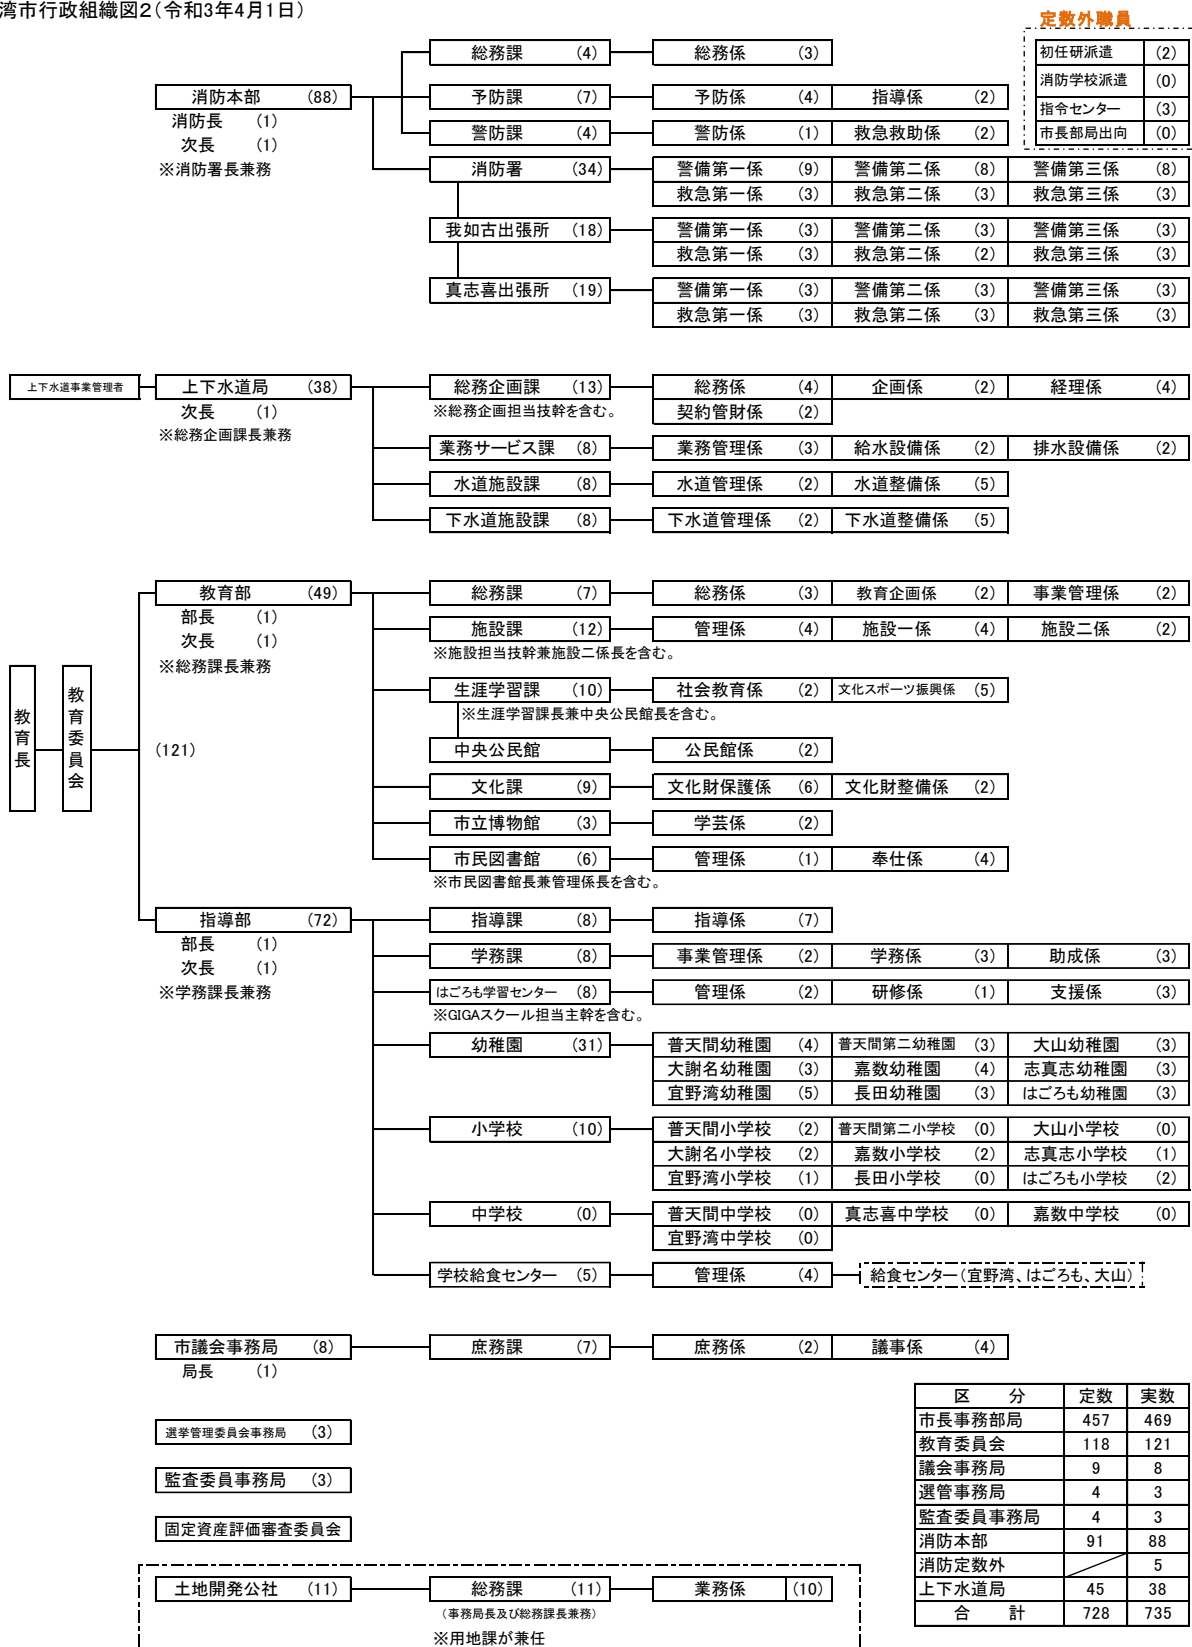 湾市行政組織図2(令和3年4月1日)
定数外職員
初任研派遣 (2)
消防学校派遣 (0)
指令センター (3)
市長部局出向 (0)
総務課 (4) 総務係 (3)
消防本部 (88) 予防課 (7) 予防係 (4) 指導係 (2)
消防長 (1)
警防課 (4) 警防係 (1) 救急救助係 (2)
次長 (1)
※消防署長兼務
消防署 (34) 警備第一係 (9) 警備第二係 (8) 警備第三係 (8)
救急第一係 (3) 救急第二係 (3) 救急第三係 (3)
我如古出張所 (18) 警備第一係 (3) 警備第二係 (3) 警備第三係 (3)
救急第一係 (3) 救急第二係 (2) 救急第三係 (3)
真志喜出張所 (19) 警備第一係 (3) 警備第二係 (3) 警備第三係 (3)
救急第一係 (3) 救急第二係 (3) 救急第三係 (3)
上下水道事業管理者 上下水道局 (38) 総務企画課 (13) 総務係 (4) 企画係 (2) 経理係 (4)
次長 (1) ※総務企画担当技幹を含む。 契約管財係 (2)
※総務企画課長兼務
業務サービス課 (8) 業務管理係 (3) 給水設備係 (2) 排水設備係 (2)
水道施設課 (8) 水道管理係 (2) 水道整備係 (5)
下水道施設課 (8) 下水道管理係 (2) 下水道整備係 (5)
教育長
教育委員会
(121)
教育部 (49) 総務課 (7) 総務係 (3) 教育企画係 (2) 事業管理係 (2)
部長 (1)
次長 (1)
※総務課長兼務
施設課 (12) 管理係 (4) 施設一係 (4) 施設二係 (2)
※施設担当技幹兼施設二係長を含む。
生涯学習課 (10) 社会教育係 (2) 文化スポーツ振興係 (5)
※生涯学習課長兼中央公民館長を含む。
中央公民館 公民館係 (2)
文化課 (9) 文化財保護係 (6) 文化財整備係 (2)
市立博物館 (3) 学芸係 (2)
市民図書館 (6) 管理係 (1) 奉仕係 (4)
※市民図書館長兼管理係長を含む。
指導部 (72) 指導課 (8) 指導係 (7)
部長 (1)
次長 (1)
※学務課長兼務
学務課 (8) 事業管理係 (2) 学務係 (3) 助成係 (3)
はごろも学習センター (8) 管理係 (2) 研修係 (1) 支援係 (3)
※GIGAスクール担当主幹を含む。
幼稚園 (31) 普天間幼稚園 (4) 普天間第二幼稚園 (3) 大山幼稚園 (3)
大謝名幼稚園 (3) 嘉数幼稚園 (4) 志真志幼稚園 (3)
宜野湾幼稚園 (5) 長田幼稚園 (3) はごろも幼稚園 (3)
小学校 (10) 普天間小学校 (2) 普天間第二小学校 (0) 大山小学校 (0)
大謝名小学校 (2) 嘉数小学校 (2) 志真志小学校 (1)
宜野湾小学校 (1) 長田小学校 (0) はごろも小学校 (2)
中学校 (0) 普天間中学校 (0) 真志喜中学校 (0) 嘉数中学校 (0)
宜野湾中学校 (0)
学校給食センター (5) 管理係 (4) 給食センター(宜野湾、はごろも、大山)
市議会事務局 (8) 庶務課 (7) 庶務係 (2) 議事係 (4)
局長 (1)
選挙管理委員会事務局 (3)
監査委員事務局 (3)
固定資産評価審査委員会
土地開発公社 (11) 総務課 (11) 業務係 (10)
(事務局長及び総務課長兼務)
※用地課が兼任
区 分 定数 実数
市長事務部局 457 469
教育委員会 118 121
議会事務局 9 8
選管事務局 4 3
監査委員事務局 4 3
消防本部 91 88
消防定数外 5
上下水道局 45 38
合 計 728 735